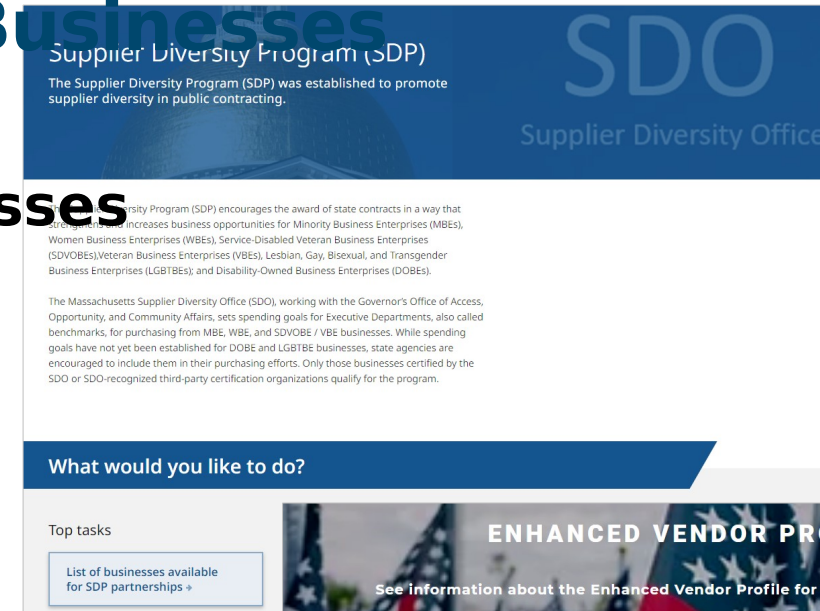 Businesses
Supplier Diversity Program (SDP)
The Supplier Diversity Program (SDP) was established to promote
supplier diversity in public contracting.
SDO
Supplier Diversity Office
sses
The Supplier Diversity Program (SDP) encourages the award of state contracts in a way that
strengthens and increases business opportunities for Minority Business Enterprises (MBEs),
Women Business Enterprises (WBEs), Service-Disabled Veteran Business Enterprises
(SDVOBEs),Veteran Business Enterprises (VBEs), Lesbian, Gay, Bisexual, and Transgender
Business Enterprises (LGBTBEs); and Disability-Owned Business Enterprises (DOBEs).
The Massachusetts Supplier Diversity Office (SDO), working with the Governor's Office of Access,
Opportunity, and Community Affairs, sets spending goals for Executive Departments, also called
benchmarks, for purchasing from MBE, WBE, and SDVOBE / VBE businesses. While spending
goals have not yet been established for DOBE and LGBTBE businesses, state agencies are
encouraged to include them in their purchasing efforts. Only those businesses certified by the
SDO or SDO-recognized third-party certification organizations qualify for the program.
What would you like to do?
Top tasks
List of businesses available
for SDP partnerships →
ENHANCED VENDOR PRO
See information about the Enhanced Vendor Profile for